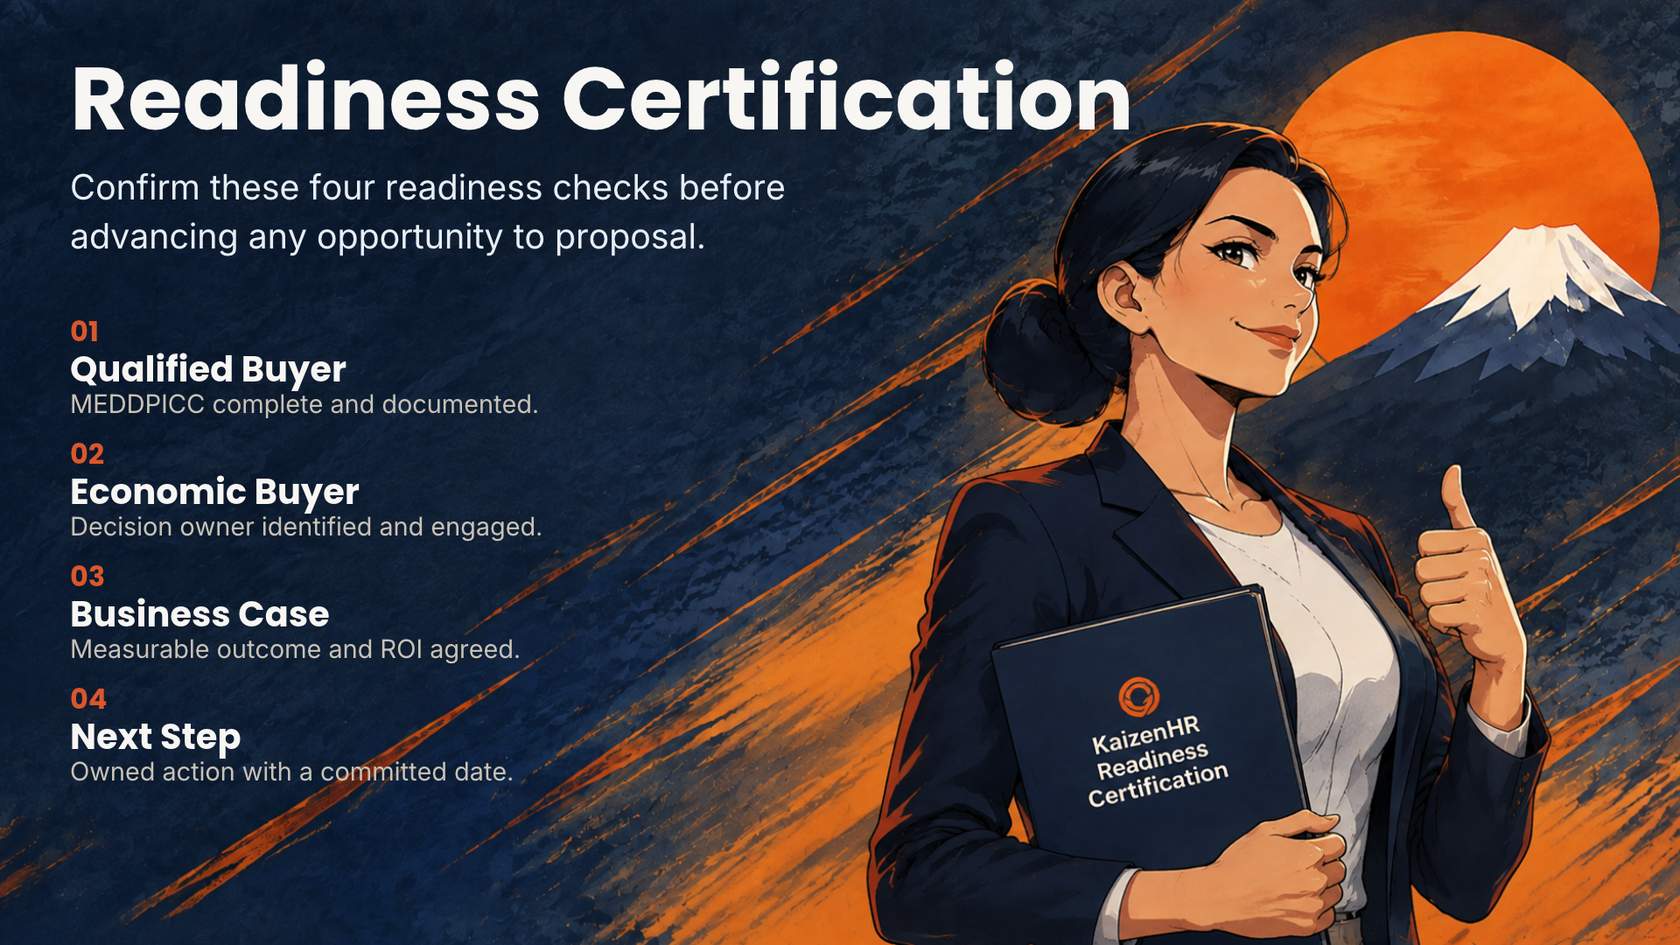 Readiness Certification
Confirm these four readiness checks before
advancing any opportunity to proposal.
01
Qualified Buyer
MEDDPICC complete and documented.
02
Economic Buyer
Decision owner identified and engaged.
03
Business Case
Measurable outcome and ROI agreed.
04
Next Step
Owned action with a committed date.
KaizenHR
Readiness
Certification